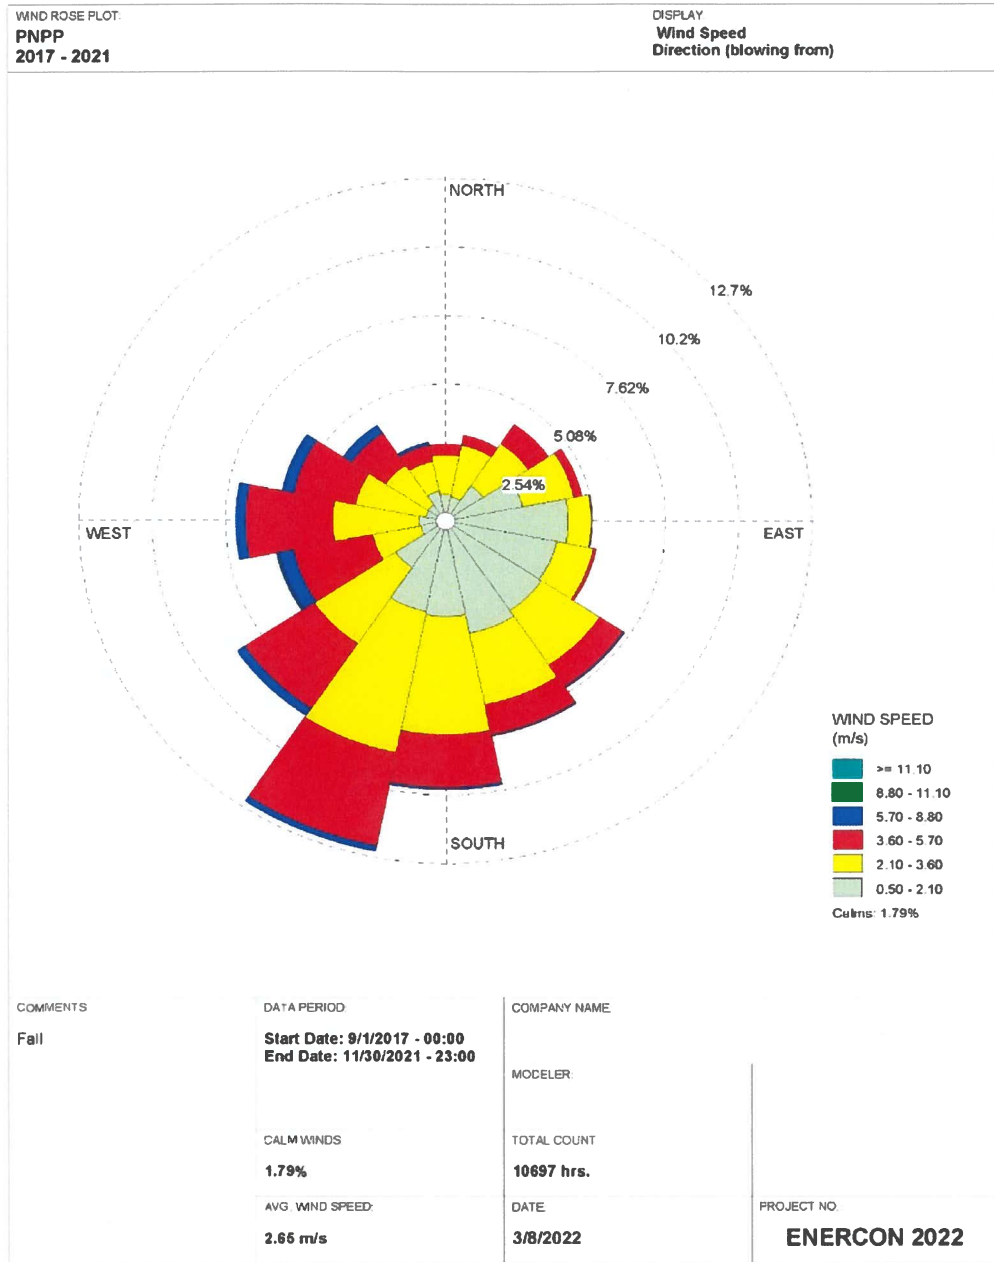 WIND ROSE PLOT:
PNPP
2017 - 2021
DISPLAY
Wind Speed
Direction (blowing from)
NORTH
12.7%
10.2%
7.62%
5.08%
2.54%
WEST
EAST
SOUTH
WIND SPEED
(m/s)
>= 11.10
8.80 - 11.10
5.70 - 8.80
3.60 - 5.70
2.10 - 3.60
0.50 - 2.10
Calms: 1.79%
COMMENTS
Fall
DATA PERIOD:
Start Date: 9/1/2017 - 00:00
End Date: 11/30/2021 - 23:00
COMPANY NAME
MODELER:
CALM WINDS
1.79%
TOTAL COUNT
10697 hrs.
AVG. WIND SPEED:
2.65 m/s
DATE
3/8/2022
PROJECT NO.
ENERCON 2022